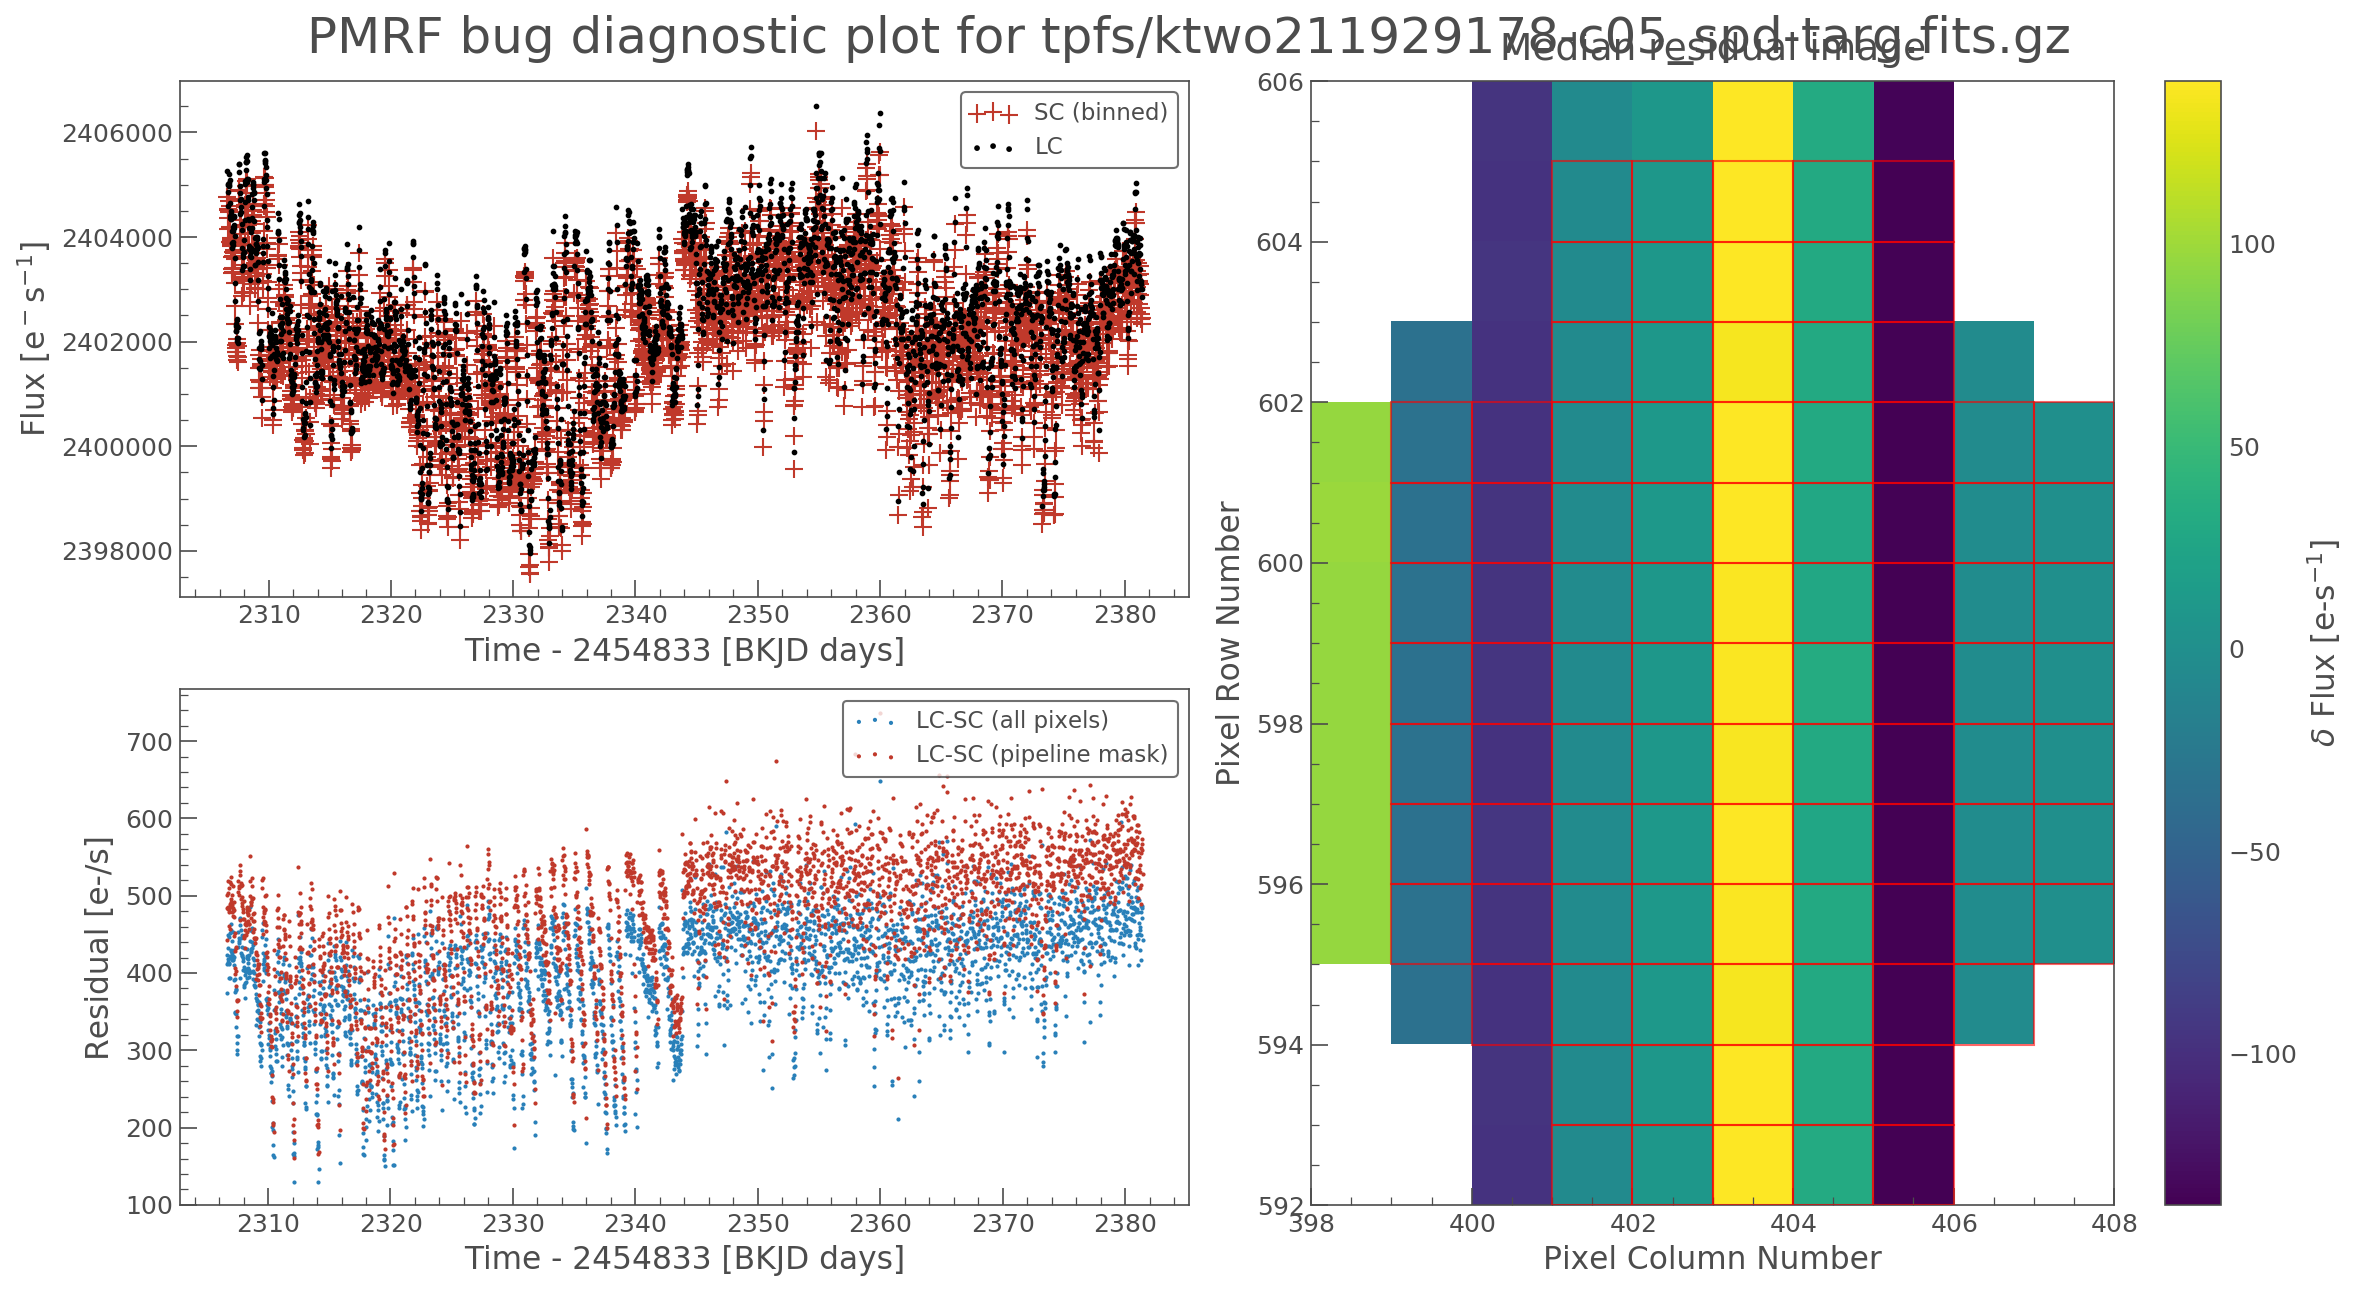 PMRF bug diagnostic plot for tpfs/ktwo211929178-c05_spd-targ.fits.gz
SC (binned)
LC
2406000
2404000
2402000
2400000
2398000
Flux [e⁻ s⁻¹]
2310 2320 2330 2340 2350 2360 2370 2380
Time - 2454833 [BKJD days]
LC-SC (all pixels)
LC-SC (pipeline mask)
700
600
500
400
300
200
100
Residual [e-/s]
2310 2320 2330 2340 2350 2360 2370 2380
Time - 2454833 [BKJD days]
Median residual image
606
604
602
600
598
596
594
592
Pixel Row Number
398 400 402 404 406 408
Pixel Column Number
100
50
0
−50
−100
δ Flux [e-s⁻¹]